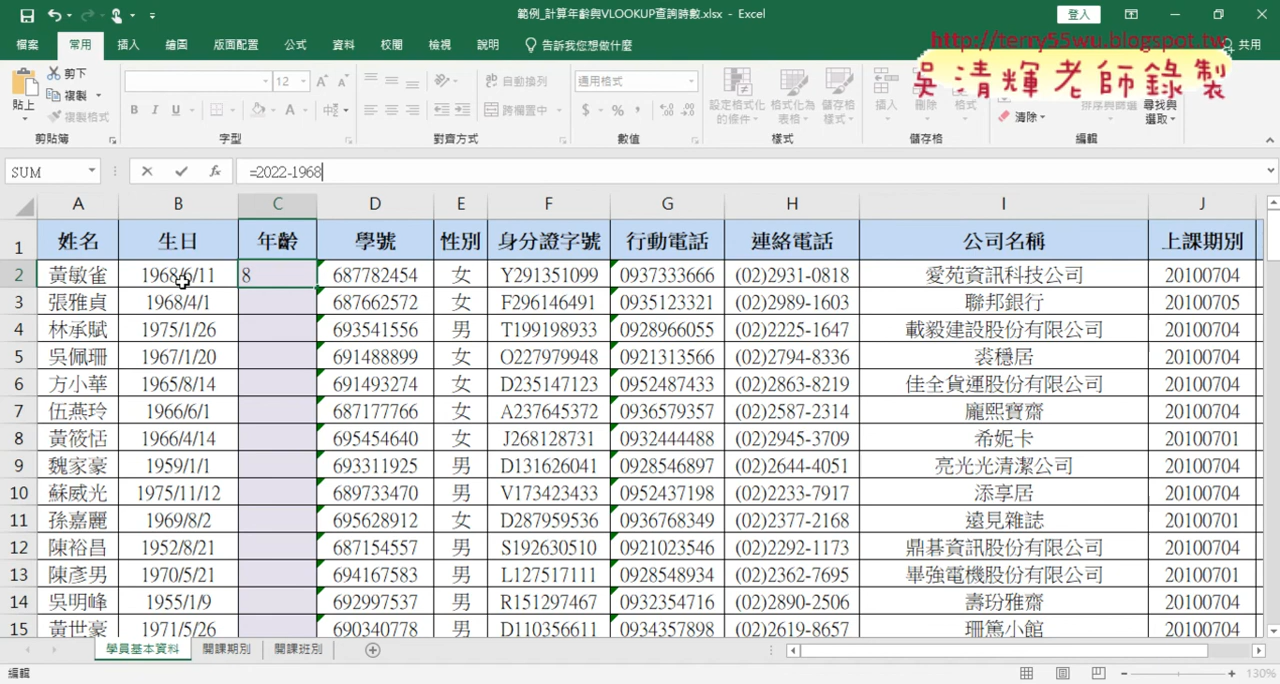 範例_計算年齡與VLOOKUP查詢時數.xlsx - Excel
登入
檔案 常用 插入 繪圖 版面配置 公式 資料 校閱 檢視 說明 告訴我您想做什麼 共用
http://terry55wu.blogspot.tw
吳清輝老師錄製
貼上 剪下 複製 複製格式 12 B I U 自動換列 跨欄置中 通用格式 $ % 設定格式化的條件 格式化為表格 儲存格樣式 插入 刪除 格式 清除 排序與篩選 尋找與選取
剪貼簿 字型 對齊方式 數值 樣式 儲存格 編輯
SUM fx =2022-1968
A B C D E F G H I J
1 姓名 生日 年齡 學號 性別 身分證字號 行動電話 連絡電話 公司名稱 上課期別
2 黃敏雀 1968/6/11 8 687782454 女 Y291351099 0937333666 (02)2931-0818 愛苑資訊科技公司 20100704
3 張雅貞 1968/4/1 687662572 女 F296146491 0935123321 (02)2989-1603 聯邦銀行 20100705
4 林承賦 1975/1/26 693541556 男 T199198933 0928966055 (02)2225-1647 載毅建設股份有限公司 20100704
5 吳佩珊 1967/1/20 691488899 女 O227979948 0921313566 (02)2794-8336 裘穩居 20100704
6 方小華 1965/8/14 691493274 女 D235147123 0952487433 (02)2863-8219 佳全貨運股份有限公司 20100704
7 伍燕玲 1966/6/1 687177766 女 A237645372 0936579357 (02)2587-2314 龐熙寶齋 20100704
8 黃筱恬 1966/4/14 695454640 女 J268128731 0932444488 (02)2945-3709 希妮卡 20100701
9 魏家豪 1959/1/1 693311925 男 D131626041 0928546897 (02)2644-4051 亮光光清潔公司 20100704
10 蘇威光 1975/11/12 689733470 男 V173423433 0952437198 (02)2233-7917 添享居 20100704
11 孫嘉麗 1969/8/2 695628912 女 D287959536 0936768349 (02)2377-2168 遠見雜誌 20100701
12 陳裕昌 1952/8/21 687154557 男 S192630510 0921023546 (02)2292-1173 鼎碁資訊股份有限公司 20100704
13 陳彥男 1970/5/21 694167583 男 L127517111 0928548934 (02)2362-7695 畢強電機股份有限公司 20100701
14 吳明峰 1955/1/9 692997537 男 R151297467 0932354716 (02)2890-2506 壽玢雅齋 20100704
15 黃世豪 1971/5/26 690340778 男 D110356611 0934357898 (02)2619-8657 珊篤小館 20100704
學員基本資料 開課期別 開課班別
編輯 130%